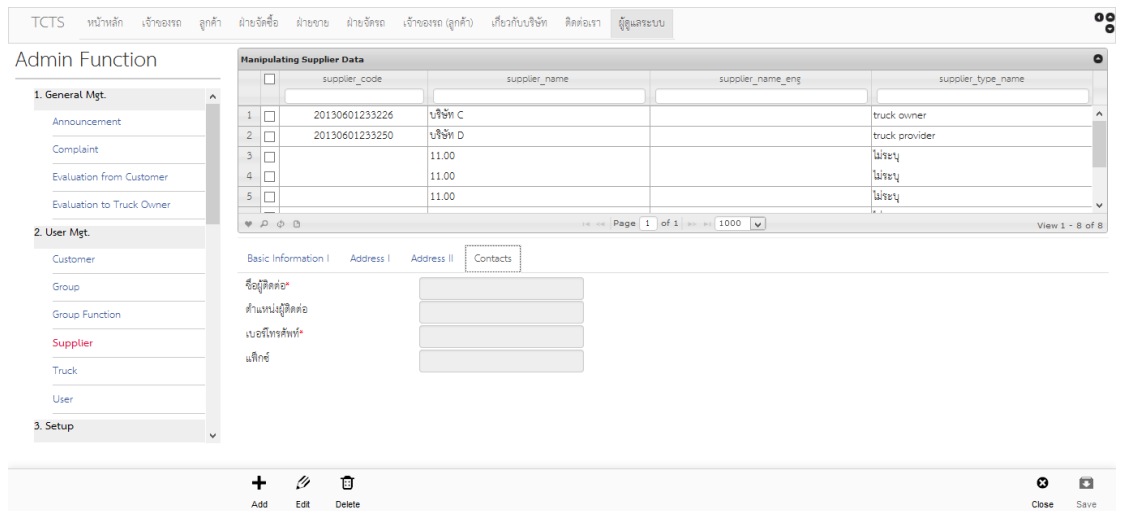 TCTS หน้าหลัก เจ้าของรถ ลูกค้า ฝ่ายจัดซื้อ ฝ่ายขาย ฝ่ายจัดรถ เจ้าของรถ (ลูกค้า) เกี่ยวกับบริษัท ติดต่อเรา ผู้ดูแลระบบ
Admin Function
1. General Mgt.
Announcement
Complaint
Evaluation from Customer
Evaluation to Truck Owner
2. User Mgt.
Customer
Group
Group Function
Supplier
Truck
User
3. Setup
Manipulating Supplier Data
supplier_code supplier_name supplier_name_eng supplier_type_name
1 20130601233226 บริษัท C truck owner
2 20130601233250 บริษัท D truck provider
3 11.00 ไม่ระบุ
4 11.00 ไม่ระบุ
5 11.00 ไม่ระบุ
Page 1 of 1 1000 View 1 - 8 of 8
Basic Information I Address I Address II Contacts
ชื่อผู้ติดต่อ*
ตำแหน่งผู้ติดต่อ
เบอร์โทรศัพท์*
แฟ็กซ์
Add Edit Delete Close Save